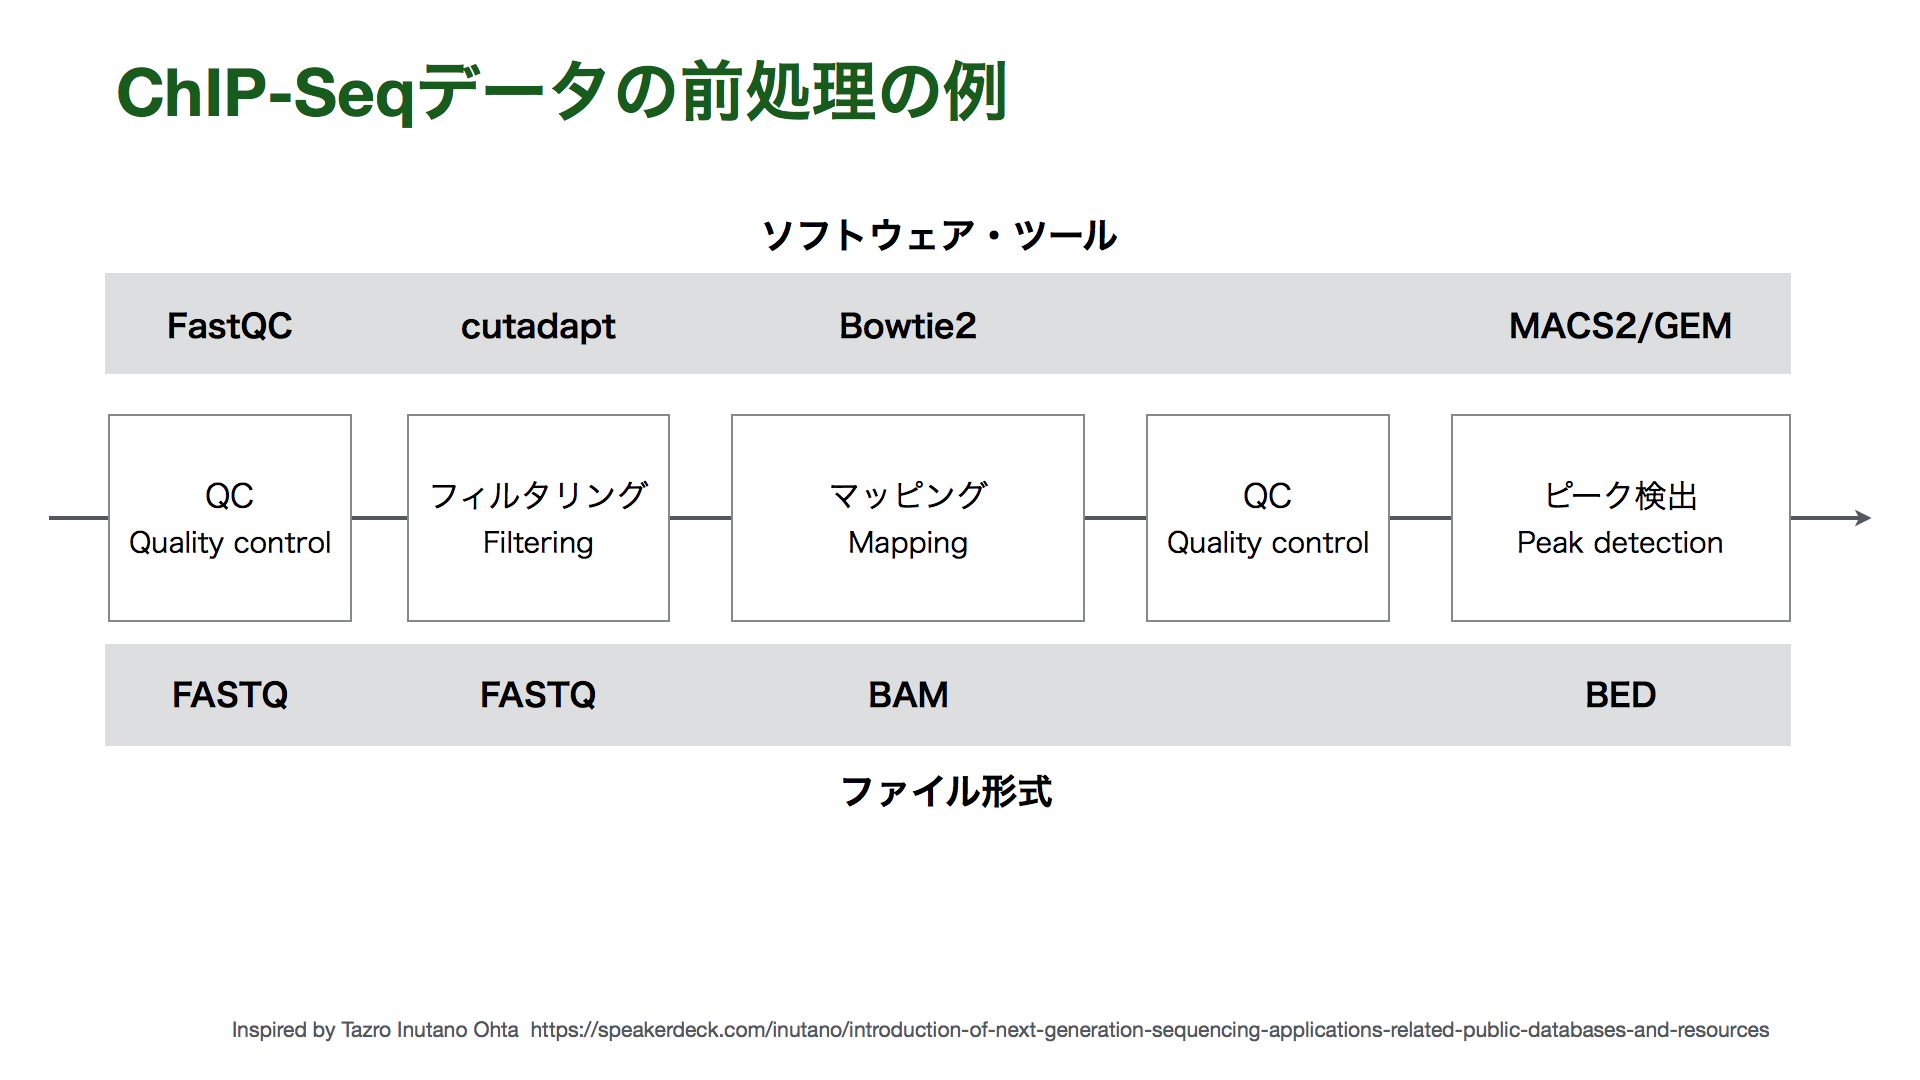 ChIP-Seqデータの前処理の例
ソフトウェア・ツール
FastQC cutadapt Bowtie2 MACS2/GEM
QC フィルタリング マッピング QC ピーク検出
Quality control Filtering Mapping Quality control Peak detection
FASTQ FASTQ BAM BED
ファイル形式
Inspired by Tazro Inutano Ohta https://speakerdeck.com/inutano/introduction-of-next-generation-sequencing-applications-related-public-databases-and-resources